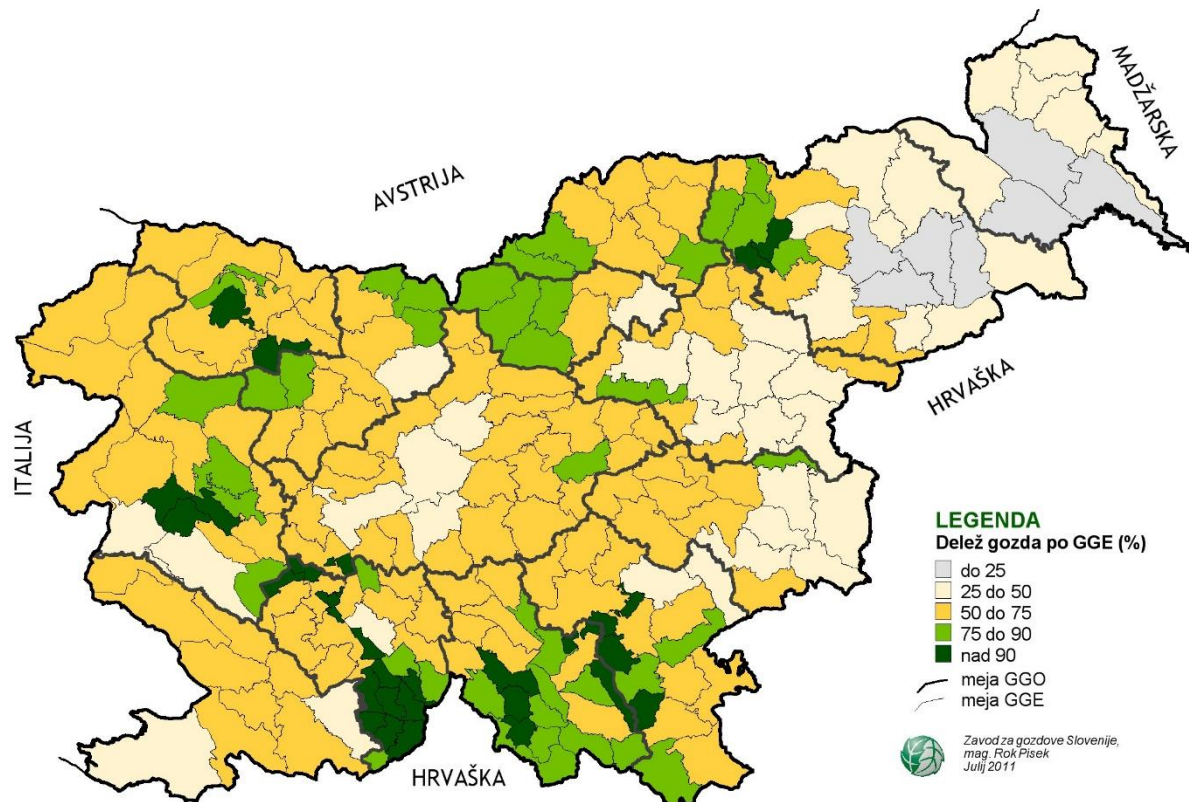 MADŽARSKA
AVSTRIJA
ITALIJA
HRVAŠKA
HRVAŠKA
LEGENDA
Delež gozda po GGE (%)
do 25
25 do 50
50 do 75
75 do 90
nad 90
meja GGO
meja GGE
Zavod za gozdove Slovenije,
mag. Rok Pisek
Julij 2011